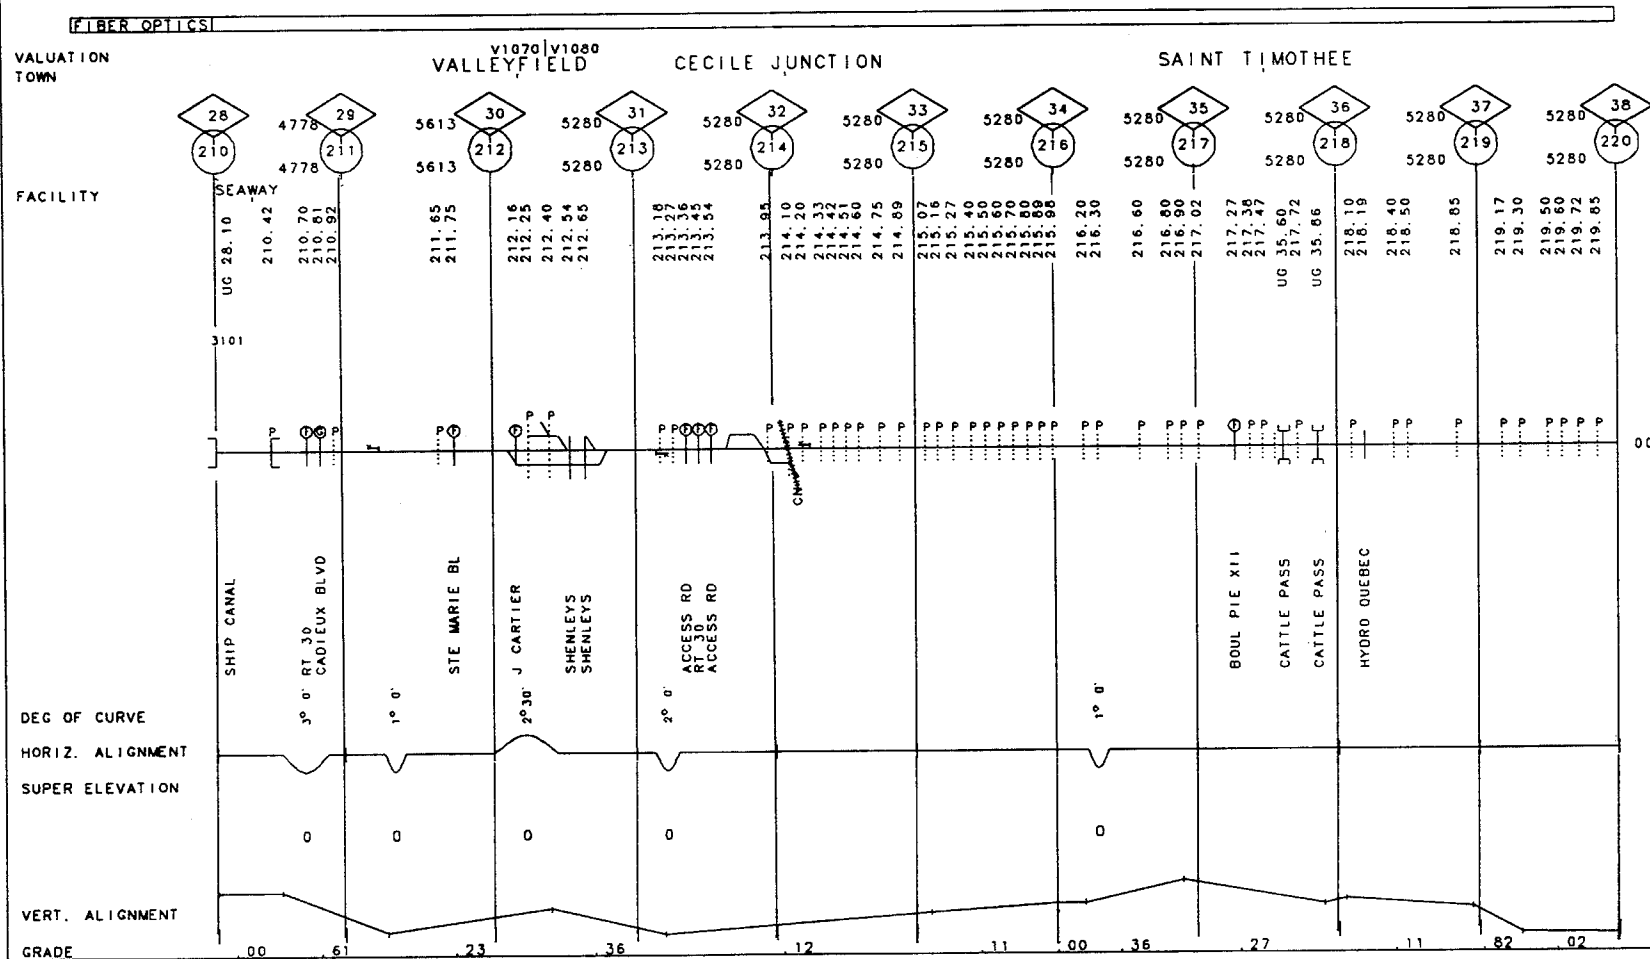 FIBER OPTICS
VALUATION V1070|V1080
TOWN VALLEYFIELD CECILE JUNCTION SAINT TIMOTHEE
28 29 30 31 32 33 34 35 36 37 38
4778 5613 5280 5280 5280 5280 5280 5280 5280 5280
210 211 212 213 214 215 216 217 218 219 220
4778 5613 5280 5280 5280 5280 5280 5280 5280 5280
FACILITY
SEAWAY
UG 28.10
210.42
210.70
210.81
210.92
211.65
211.75
212.16
212.25
212.40
212.54
212.65
213.18
213.27
213.36
213.45
213.54
213.95
214.10
214.20
214.33
214.42
214.51
214.60
214.75
214.89
215.07
215.16
215.27
215.40
215.50
215.60
215.70
215.80
215.89
215.98
216.20
216.30
216.60
216.80
216.90
217.02
217.27
217.38
217.47
UG 35.60
217.72
UG 35.86
218.10
218.19
218.40
218.50
218.85
219.17
219.30
219.50
219.60
219.72
219.85
3101
P F G P P F F P P P P F F F P P P P P P P P P P P P P P P P P P P P P P P P P F P P P P P P P P P P P P P
CN
SHIP CANAL
RT 30
CADIEUX BLVD
STE MARIE BL
J CARTIER
SHENLEYS
SHENLEYS
ACCESS RD
RT 30
ACCESS RD
BOUL PIE XII
CATTLE PASS
CATTLE PASS
HYDRO QUEBEC
DEG OF CURVE 3° 0' 1° 0' 2°30' 2° 0' 1° 0'
HORIZ. ALIGNMENT
SUPER ELEVATION
0 0 0 0 0
VERT. ALIGNMENT
GRADE .00 .61 .23 .36 .12 .11 .00 .36 .27 .11 .82 .02